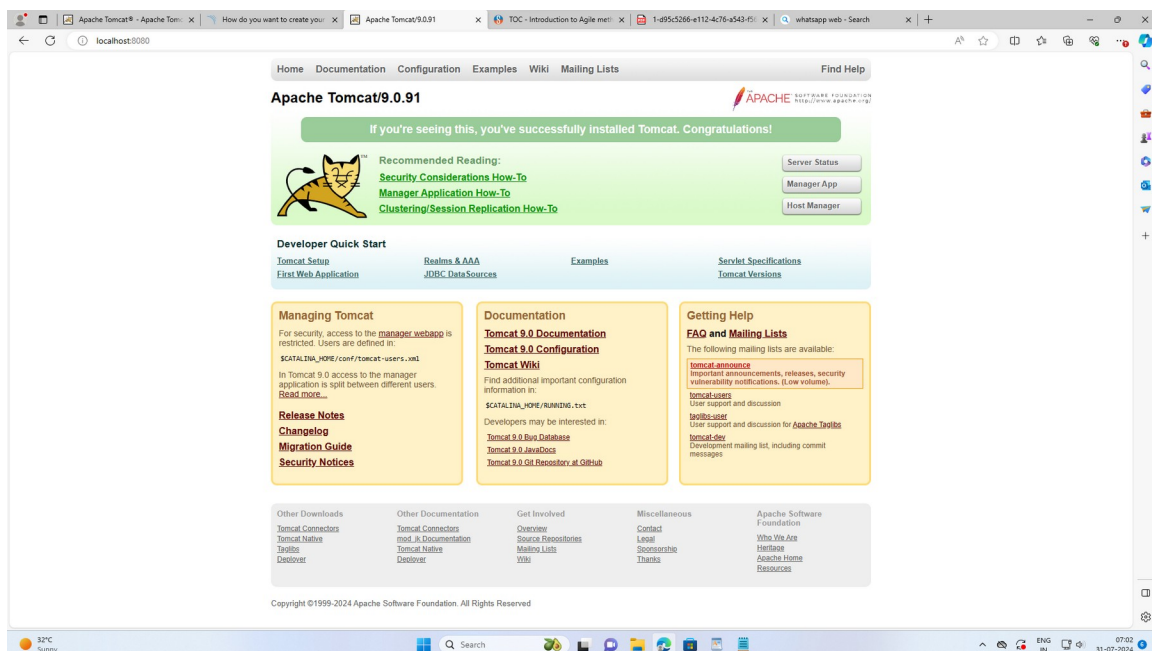 Apache Tomcat® - Apache Tom
How do you want to create your
Apache Tomcat/9.0.91
TOC - Introduction to Agile meth
1-d95c5266-e112-4c76-a543-f5
whatsapp web - Search
localhost:8080
Home Documentation Configuration Examples Wiki Mailing Lists Find Help
Apache Tomcat/9.0.91
THE APACHE SOFTWARE FOUNDATION
http://www.apache.org/
If you're seeing this, you've successfully installed Tomcat. Congratulations!
TM
Recommended Reading:
Security Considerations How-To
Manager Application How-To
Clustering/Session Replication How-To
Server Status
Manager App
Host Manager
Developer Quick Start
Tomcat Setup
First Web Application
Realms & AAA
JDBC DataSources
Examples
Servlet Specifications
Tomcat Versions
Managing Tomcat
For security, access to the manager webapp is
restricted. Users are defined in:
$CATALINA_HOME/conf/tomcat-users.xml
In Tomcat 9.0 access to the manager
application is split between different users.
Read more...
Release Notes
Changelog
Migration Guide
Security Notices
Documentation
Tomcat 9.0 Documentation
Tomcat 9.0 Configuration
Tomcat Wiki
Find additional important configuration
information in:
$CATALINA_HOME/RUNNING.txt
Developers may be interested in:
Tomcat 9.0 Bug Database
Tomcat 9.0 JavaDocs
Tomcat 9.0 Git Repository at GitHub
Getting Help
FAQ and Mailing Lists
The following mailing lists are available:
tomcat-announce
Important announcements, releases, security
vulnerability notifications. (Low volume).
tomcat-users
User support and discussion
taglibs-user
User support and discussion for Apache Taglibs
tomcat-dev
Development mailing list, including commit
messages
Other Downloads
Tomcat Connectors
Tomcat Native
Taglibs
Deployer
Other Documentation
Tomcat Connectors
mod_jk Documentation
Tomcat Native
Deployer
Get Involved
Overview
Source Repositories
Mailing Lists
Wiki
Miscellaneous
Contact
Legal
Sponsorship
Thanks
Apache Software
Foundation
Who We Are
Heritage
Apache Home
Resources
Copyright ©1999-2024 Apache Software Foundation. All Rights Reserved
32°C
Sunny
Search
ENG
IN
07:02
31-07-2024